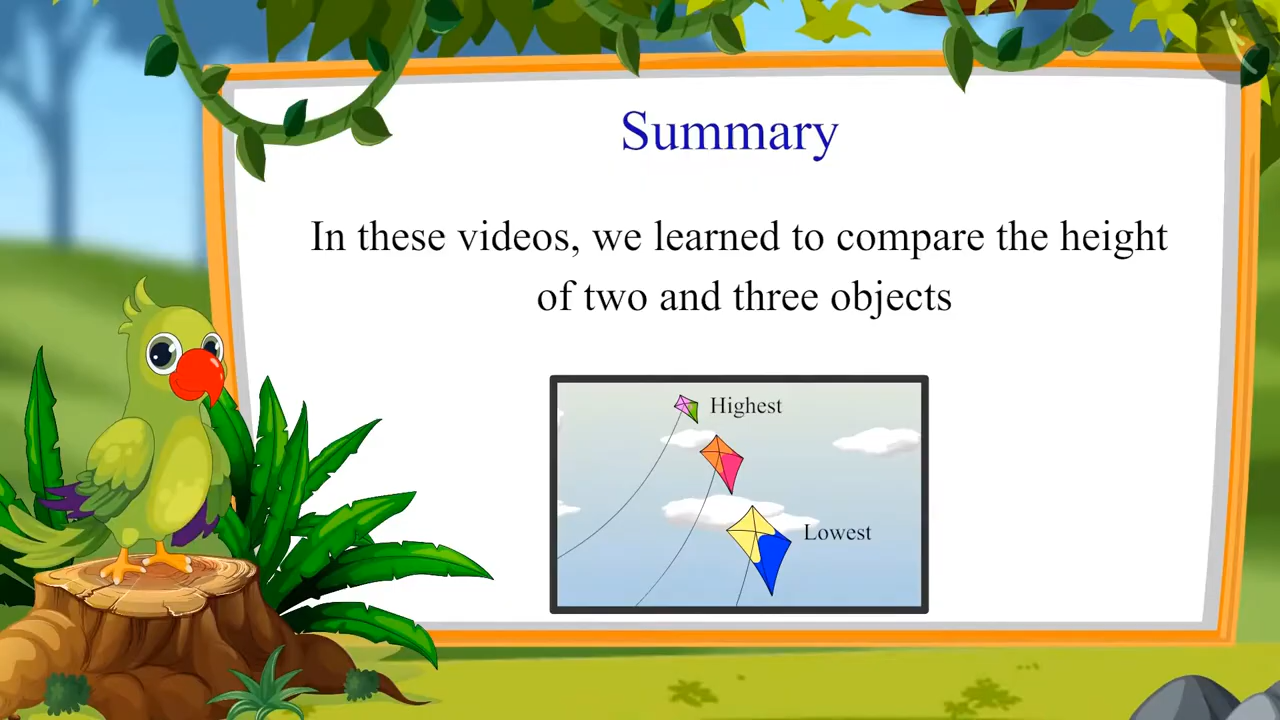 Summary
In these videos, we learned to compare the height
of two and three objects
Highest
Lowest